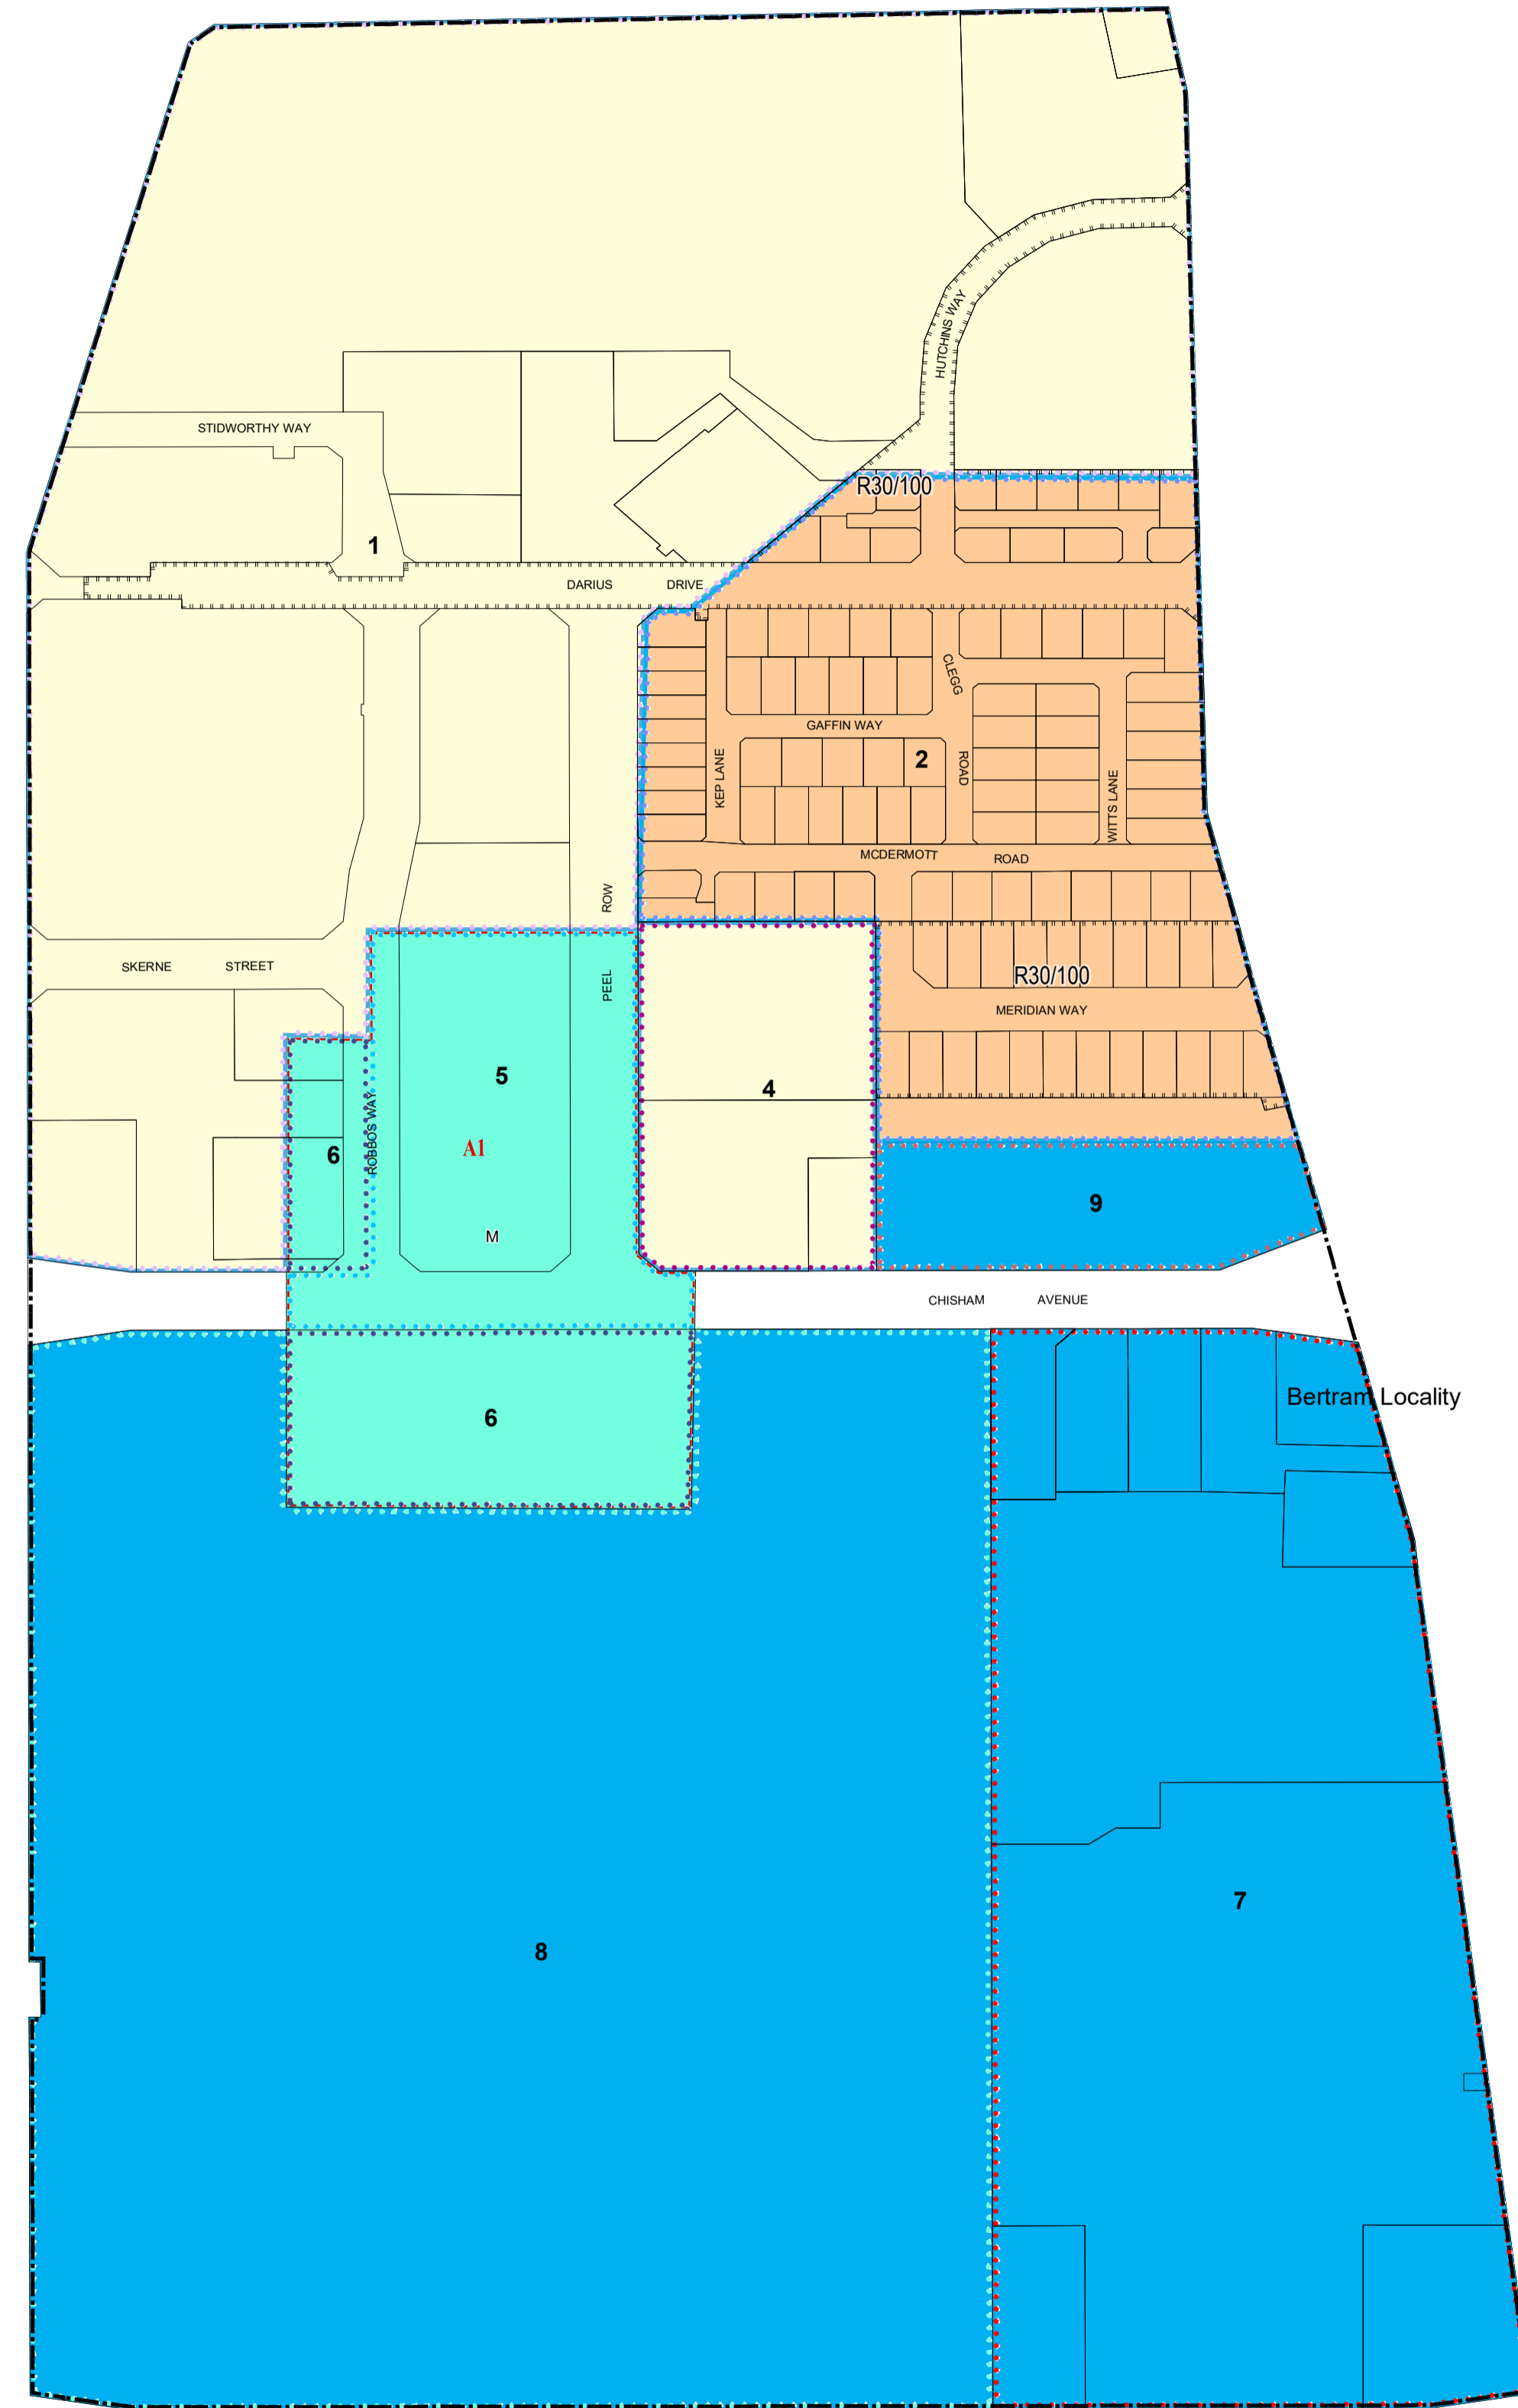 HUTCHINS WAY
STIDWORTHY WAY
R30/100
1
DARIUS DRIVE
CLEGG
ROAD
GAFFIN WAY
2
KEP LANE
WITTS LANE
MCDERMOTT ROAD
PEEL ROW
SKERNE STREET
R30/100
MERIDIAN WAY
5
4
ROBBOS WAY
A1
6
9
M
CHISHAM AVENUE
Bertram Locality
6
7
8